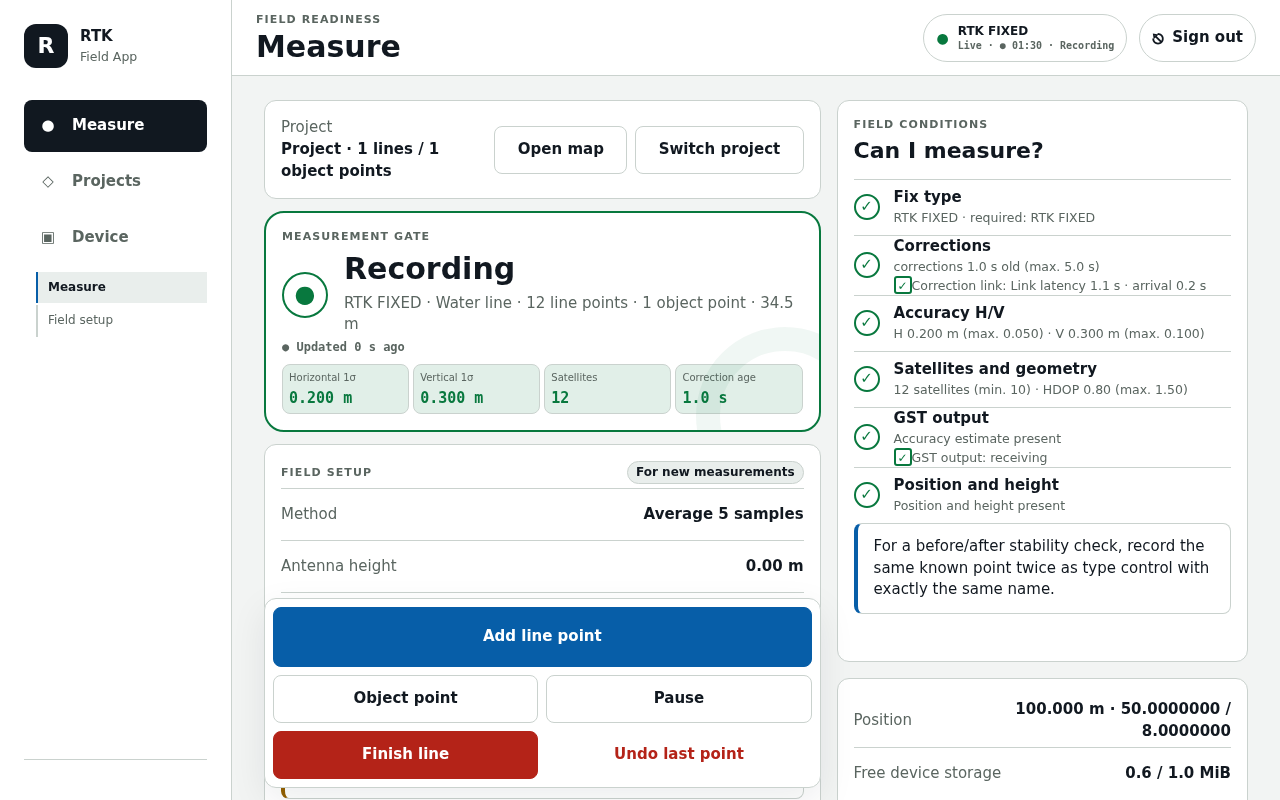 R
RTK
Field App
● Measure
◇ Projects
▣ Device
Measure
Field setup
FIELD READINESS
Measure
RTK FIXED
Live · ● 01:30 · Recording
⎋ Sign out
Project
Project · 1 lines / 1
object points
Open map
Switch project
MEASUREMENT GATE
Recording
RTK FIXED · Water line · 12 line points · 1 object point · 34.5
m
● Updated 0 s ago
Horizontal 1σ
0.200 m
Vertical 1σ
0.300 m
Satellites
12
Correction age
1.0 s
FIELD SETUP
For new measurements
Method
Average 5 samples
Antenna height
0.00 m
Add line point
Object point
Pause
Finish line
Undo last point
FIELD CONDITIONS
Can I measure?
✓ Fix type
RTK FIXED · required: RTK FIXED
✓ Corrections
corrections 1.0 s old (max. 5.0 s)
✓ Correction link: Link latency 1.1 s · arrival 0.2 s
✓ Accuracy H/V
H 0.200 m (max. 0.050) · V 0.300 m (max. 0.100)
✓ Satellites and geometry
12 satellites (min. 10) · HDOP 0.80 (max. 1.50)
✓ GST output
Accuracy estimate present
✓ GST output: receiving
✓ Position and height
Position and height present
For a before/after stability check, record the
same known point twice as type control with
exactly the same name.
Position
100.000 m · 50.0000000 /
8.0000000
Free device storage
0.6 / 1.0 MiB